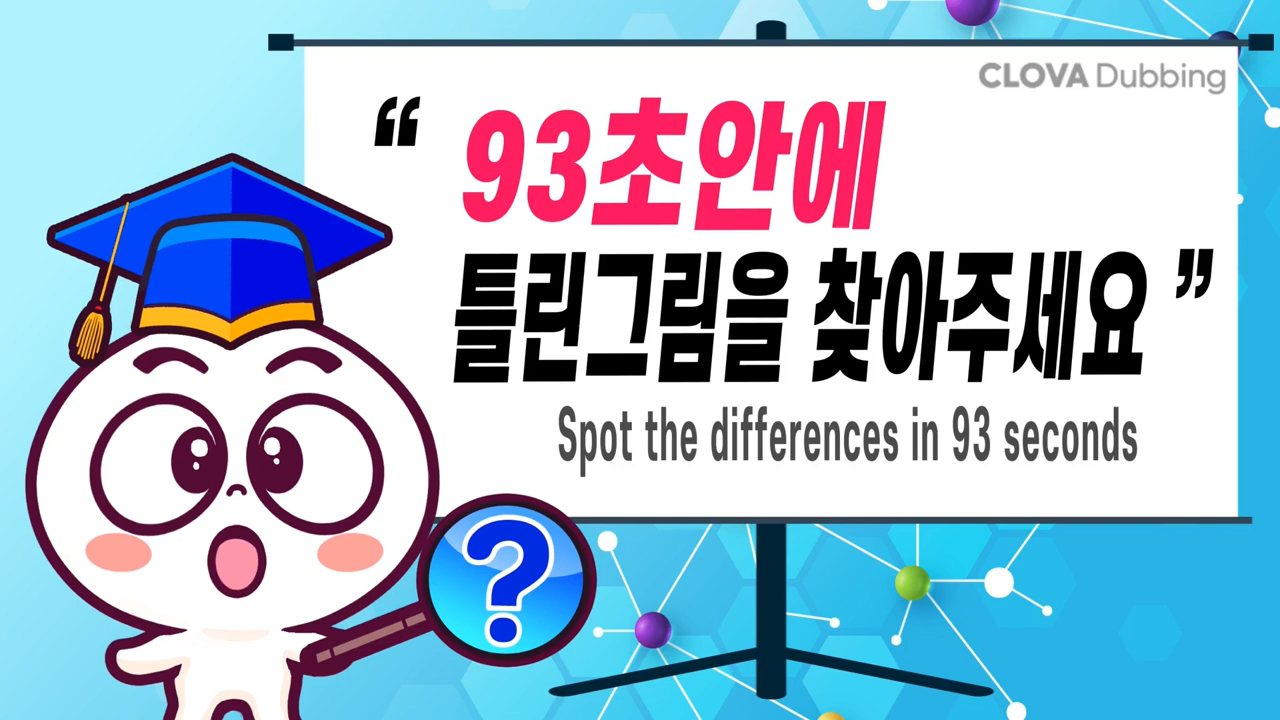 CLOVA Dubbing
“ 93초안에
틀린그림을 찾아주세요 ”
Spot the differences in 93 seconds
?